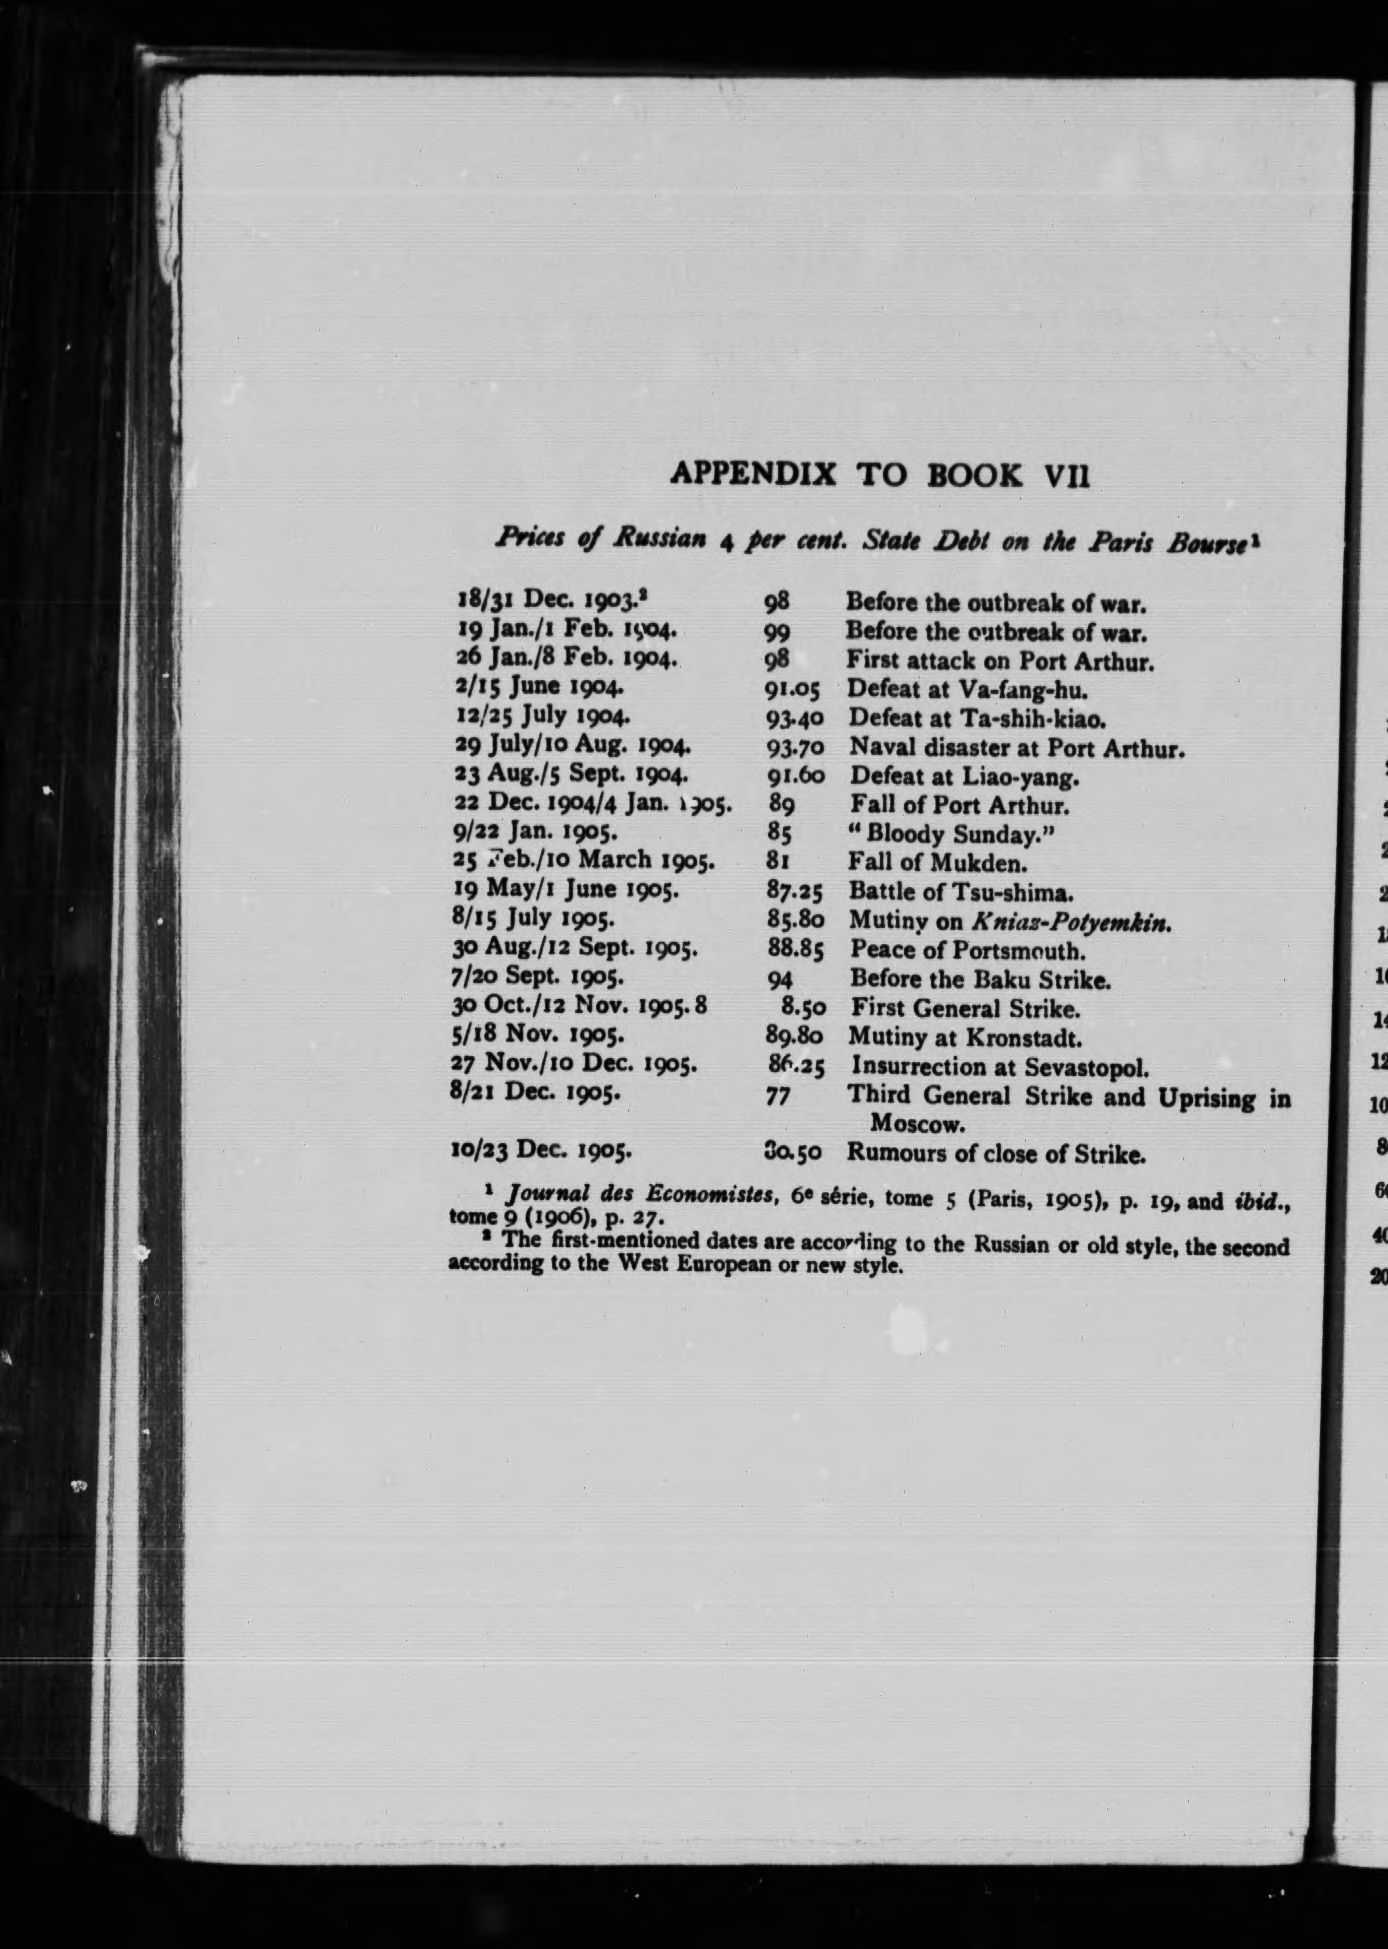 APPENDIX TO BOOK VII
Prices of Russian 4 per cent. State Debt on the Paris Bourse¹
18/31 Dec. 1903.² 98 Before the outbreak of war.
19 Jan./1 Feb. 1904. 99 Before the outbreak of war.
26 Jan./8 Feb. 1904. 98 First attack on Port Arthur.
2/15 June 1904. 91.05 Defeat at Va-fang-hu.
12/25 July 1904. 93.40 Defeat at Ta-shih-kiao.
29 July/10 Aug. 1904. 93.70 Naval disaster at Port Arthur.
23 Aug./5 Sept. 1904. 91.60 Defeat at Liao-yang.
22 Dec. 1904/4 Jan. 1905. 89 Fall of Port Arthur.
9/22 Jan. 1905. 85 “Bloody Sunday.”
25 Feb./10 March 1905. 81 Fall of Mukden.
19 May/1 June 1905. 87.25 Battle of Tsu-shima.
8/15 July 1905. 85.80 Mutiny on Kniaz-Potyemkin.
30 Aug./12 Sept. 1905. 88.85 Peace of Portsmouth.
7/20 Sept. 1905. 94 Before the Baku Strike.
30 Oct./12 Nov. 1905. 8 8.50 First General Strike.
5/18 Nov. 1905. 89.80 Mutiny at Kronstadt.
27 Nov./10 Dec. 1905. 86.25 Insurrection at Sevastopol.
8/21 Dec. 1905. 77 Third General Strike and Uprising in
Moscow.
10/23 Dec. 1905. 80.50 Rumours of close of Strike.
¹ Journal des Économistes, 6e série, tome 5 (Paris, 1905), p. 19, and ibid.,
tome 9 (1906), p. 27.
² The first-mentioned dates are according to the Russian or old style, the second
according to the West European or new style.